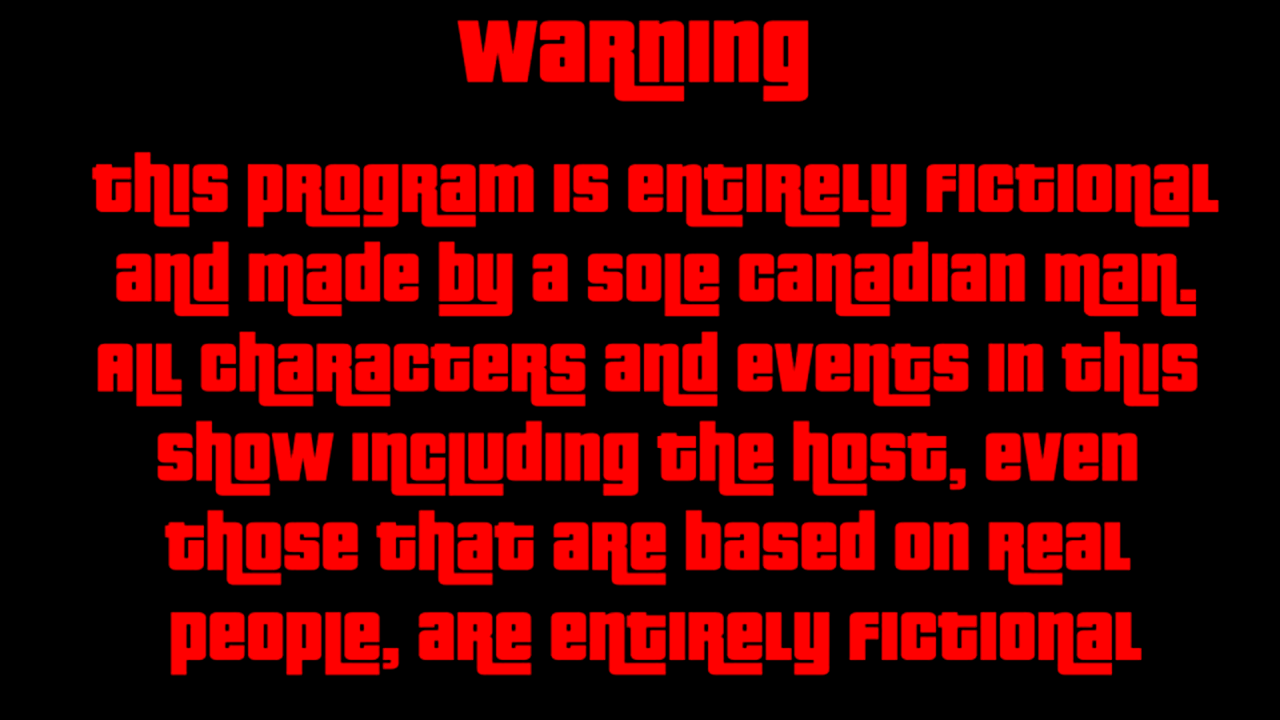 Warning
This program is entirely fictional
and made by a sole Canadian man.
All characters and events in this
show including the host, even
those that are based on real
people, are entirely fictional